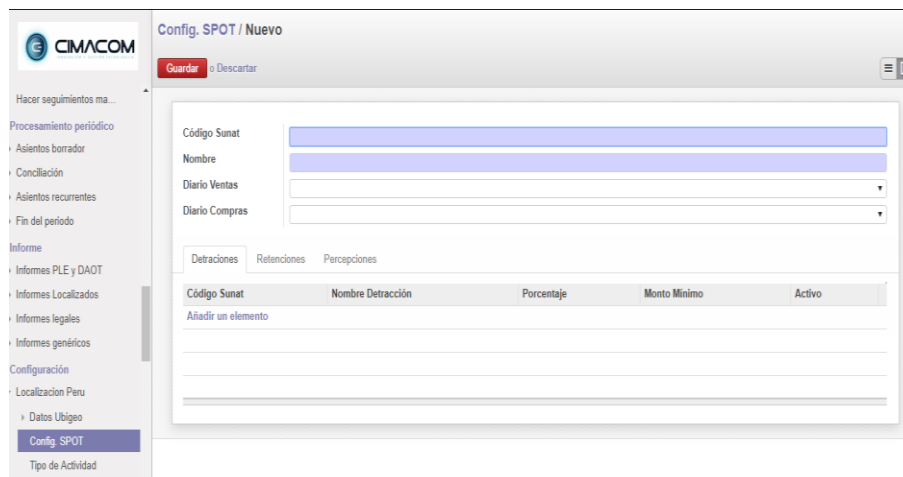 CIMACOM
Hacer seguimientos ma...
Procesamiento periódico
Asientos borrador
Conciliación
Asientos recurrentes
Fin del periodo
Informe
Informes PLE y DAOT
Informes Localizados
Informes legales
Informes genéricos
Configuración
Localizacion Peru
Datos Ubigeo
Config. SPOT
Tipo de Actividad
Config. SPOT / Nuevo
Guardar o Descartar
Código Sunat
Nombre
Diario Ventas
Diario Compras
Detraciones Retenciones Percepciones
Código Sunat Nombre Detracción Porcentaje Monto Minimo Activo
Añadir un elemento